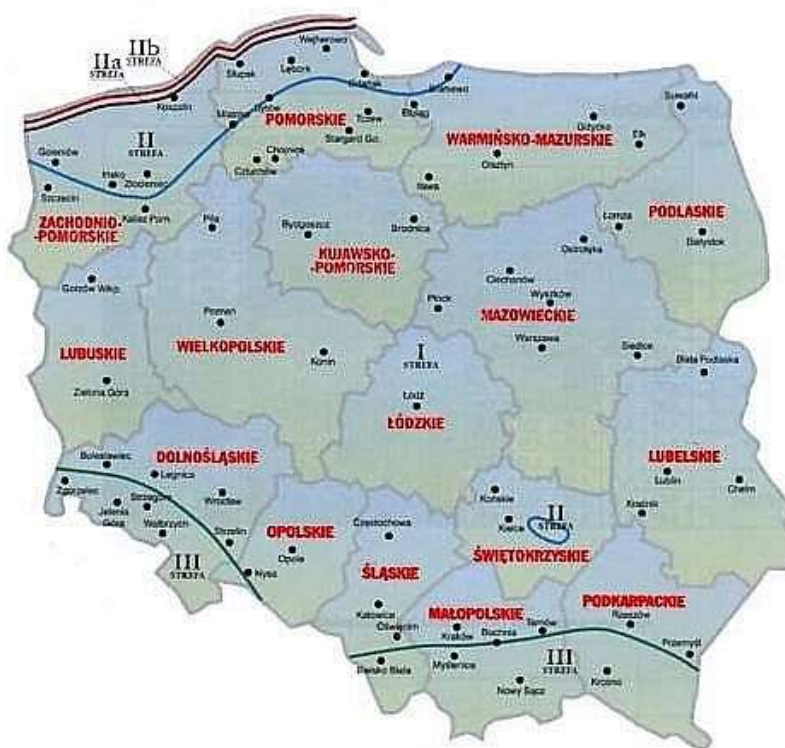 IIb
STREFA
IIa
STREFA
Wejherowo
Słupsk
Lębork
Gdańsk
Koszalin
Bytów
Miastko
Tczew
Elbląg
Braniewo
POMORSKIE
Stargard Gd.
Chojnice
Człuchów
Suwałki
Giżycko
Ełk
WARMIŃSKO-MAZURSKIE
Olsztyn
Iława
Goleniów
II
STREFA
Szczecin
Ińsko
Złocieniec
Kalisz Pom.
ZACHODNIO-
-POMORSKIE
Piła
Bydgoszcz
Brodnica
KUJAWSKO-
-POMORSKIE
Łomża
PODLASKIE
Białystok
Ostrołęka
Ciechanów
Wyszków
Płock
MAZOWIECKIE
Warszawa
Siedlce
Biała Podlaska
Gorzów Wlkp.
LUBUSKIE
Zielona Góra
Poznań
WIELKOPOLSKIE
Konin
I
STREFA
Łódź
ŁÓDZKIE
LUBELSKIE
Lublin
Chełm
Kraśnik
Bolesławiec
DOLNOŚLĄSKIE
Legnica
Zgorzelec
Jelenia
Góra
Strzegom
Wrocław
Wałbrzych
Strzelin
III
STREFA
Nysa
OPOLSKIE
Opole
Częstochowa
ŚLĄSKIE
Katowice
Oświęcim
Bielsko Biała
Końskie
Kielce
II
STREFA
ŚWIĘTOKRZYSKIE
MAŁOPOLSKIE
Kraków
Bochnia
Tarnów
Myślenice
Nowy Sącz
III
STREFA
PODKARPACKIE
Rzeszów
Przemyśl
Krosno